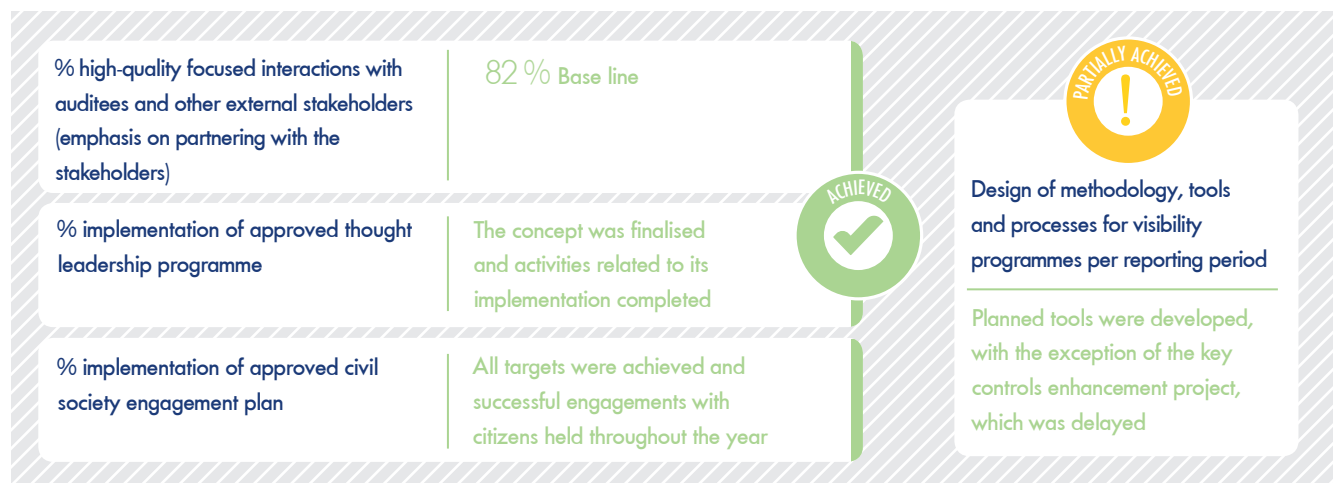 % high-quality focused interactions with
auditees and other external stakeholders
(emphasis on partnering with the
stakeholders)
82 % Base line
% implementation of approved thought
leadership programme
The concept was finalised
and activities related to its
implementation completed
% implementation of approved civil
society engagement plan
All targets were achieved and
successful engagements with
citizens held throughout the year
ACHIEVED
PARTIALLY ACHIEVED
Design of methodology, tools
and processes for visibility
programmes per reporting period
Planned tools were developed,
with the exception of the key
controls enhancement project,
which was delayed